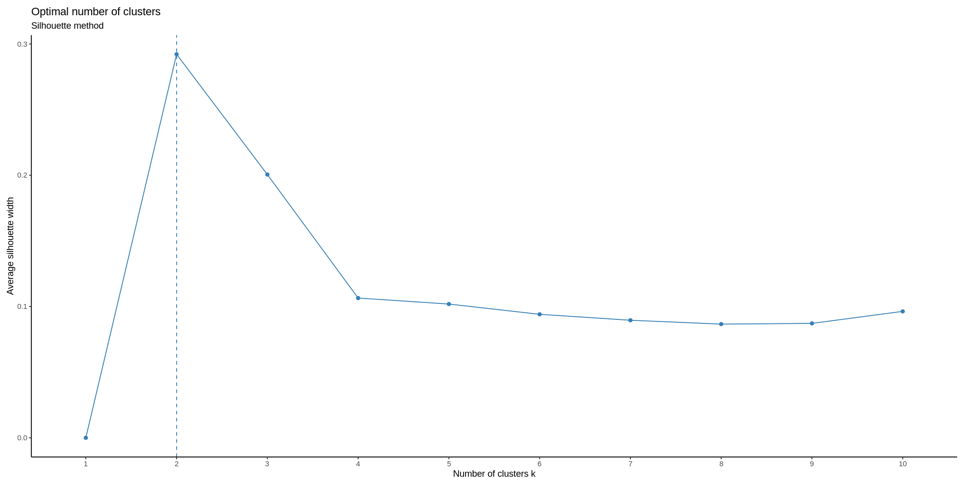 Optimal number of clusters
Silhouette method
0.3
0.2
0.1
0.0
Average silhouette width
1 2 3 4 5 6 7 8 9 10
Number of clusters k